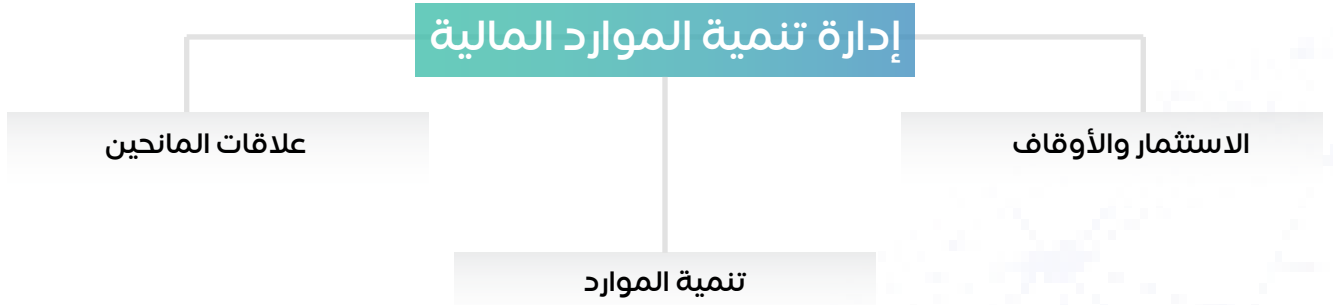 إدارة تنمية الموارد المالية
الاستثمار والأوقاف
علاقات المانحين
تنمية الموارد